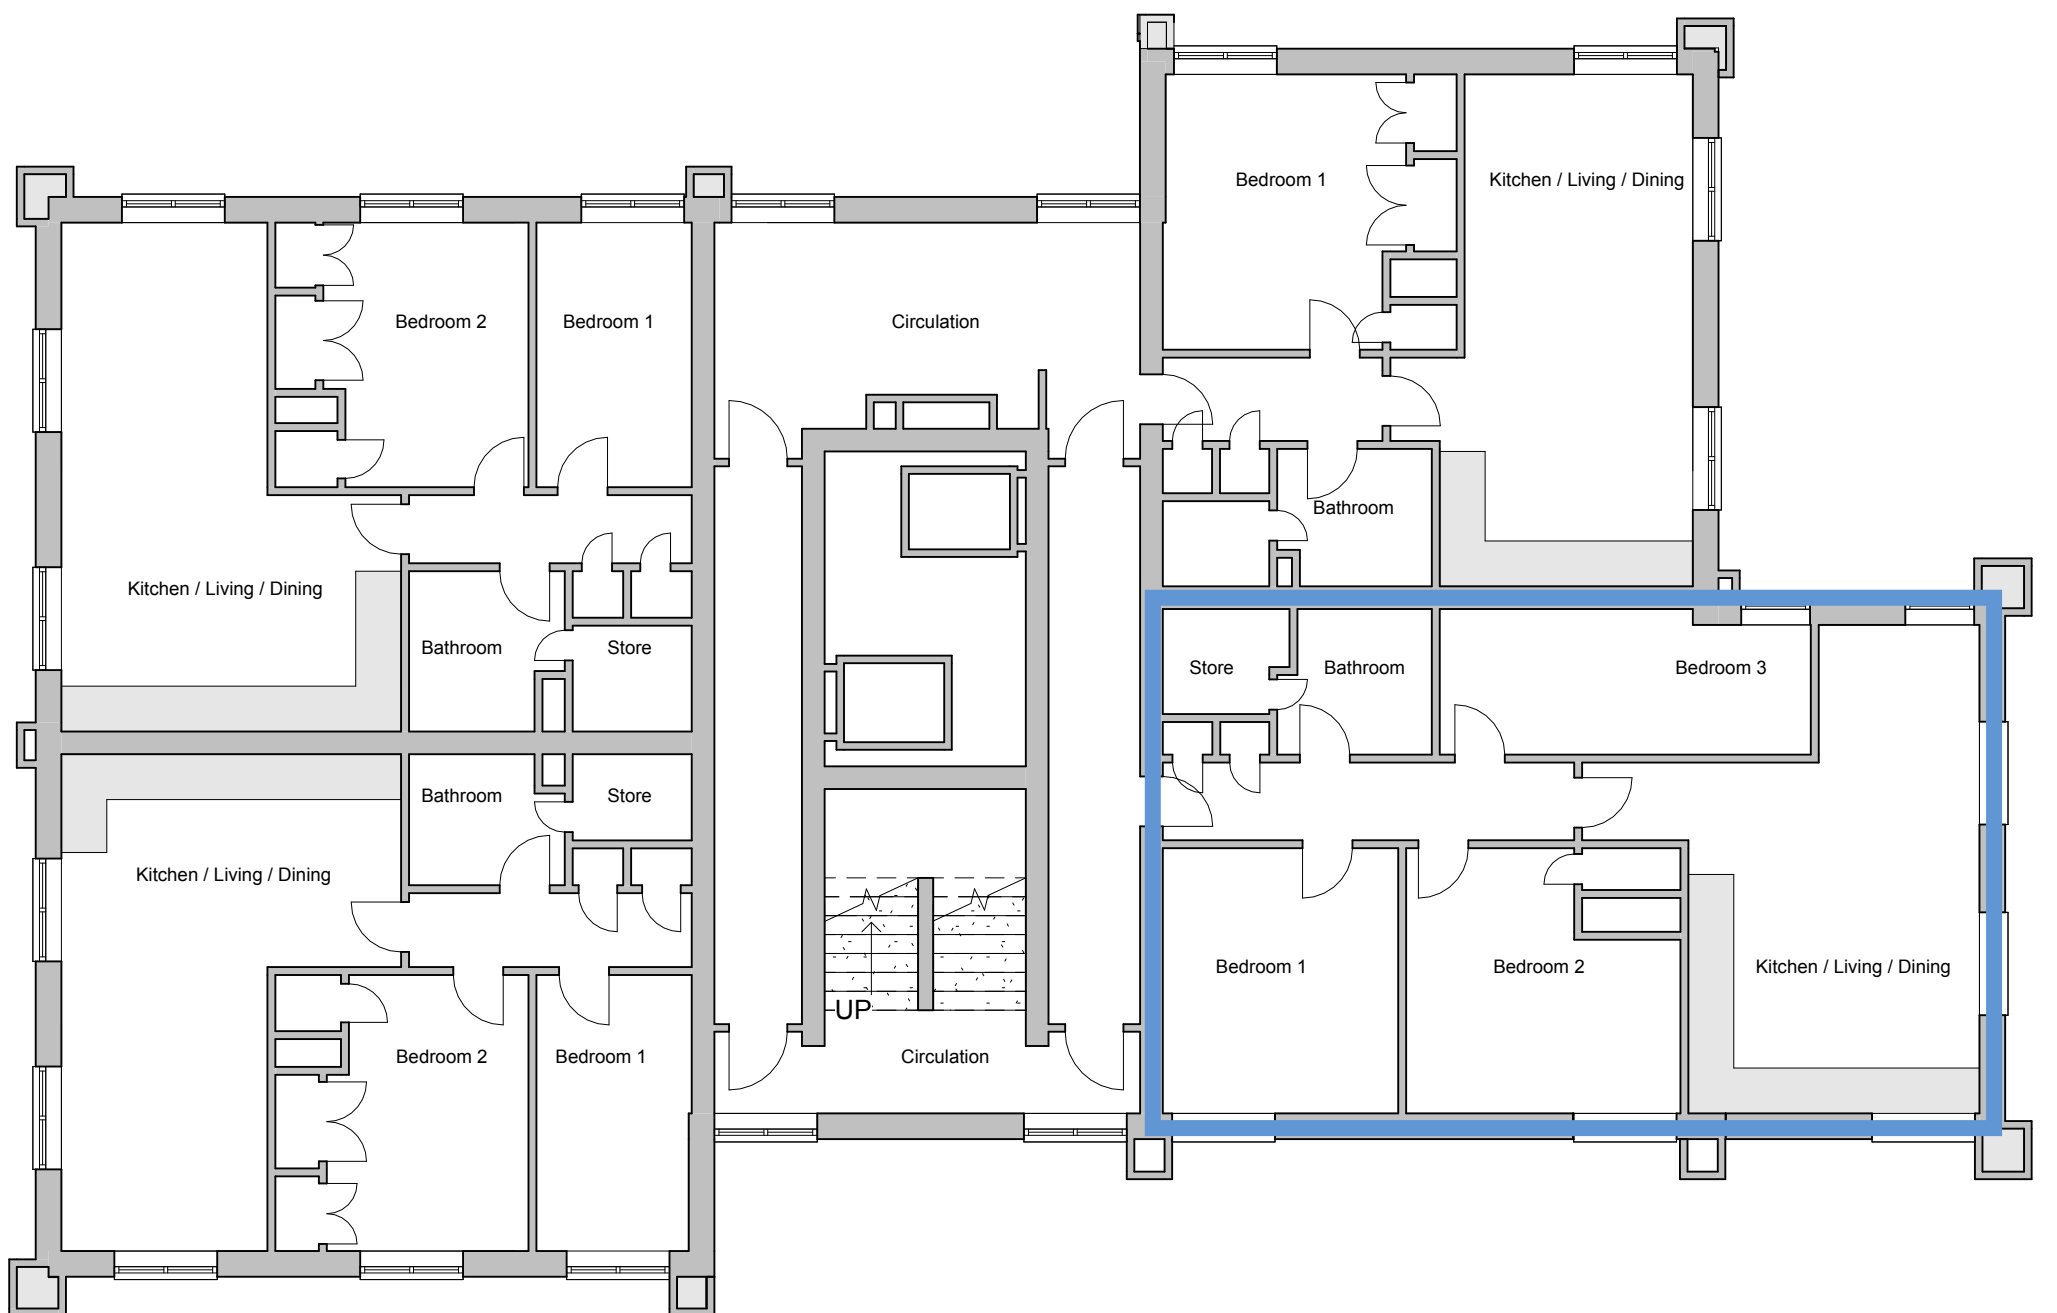 Bedroom 1
Kitchen / Living / Dining
Bedroom 2
Bedroom 1
Circulation
Bathroom
Kitchen / Living / Dining
Bathroom
Store
Store
Bathroom
Bedroom 3
Bathroom
Store
Kitchen / Living / Dining
Bedroom 1
Bedroom 2
Kitchen / Living / Dining
UP
Bedroom 2
Bedroom 1
Circulation